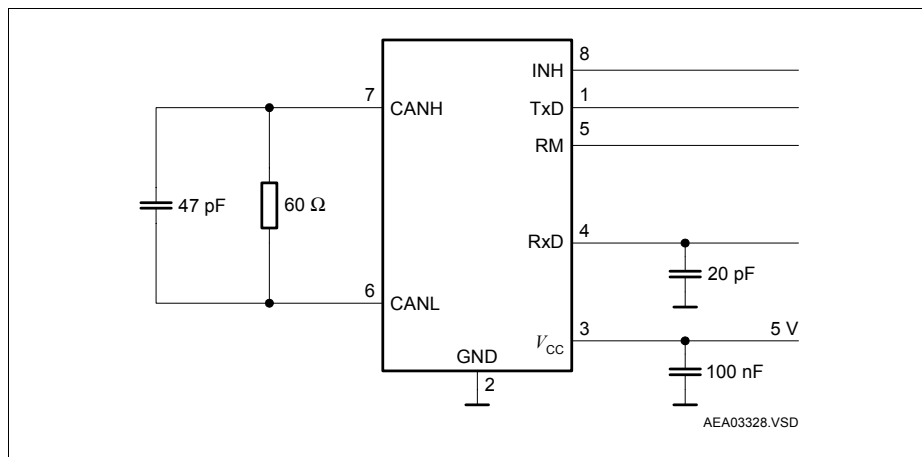 8
INH
7
1
CANH
TxD
5
RM
47 pF
60 Ω
4
RxD
20 pF
6
CANL
3
5 V
VCC
GND
100 nF
2
AEA03328.VSD